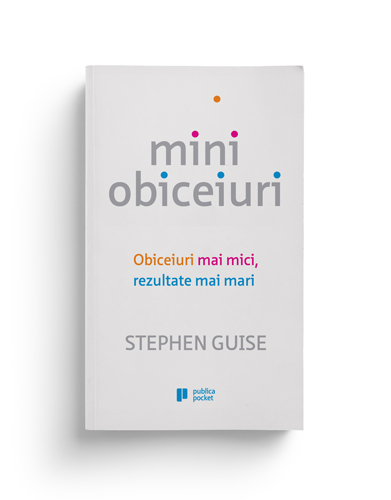 mini
obiceiuri
Obiceiuri mai mici,
rezultate mai mari
STEPHEN GUISE
publica
pocket